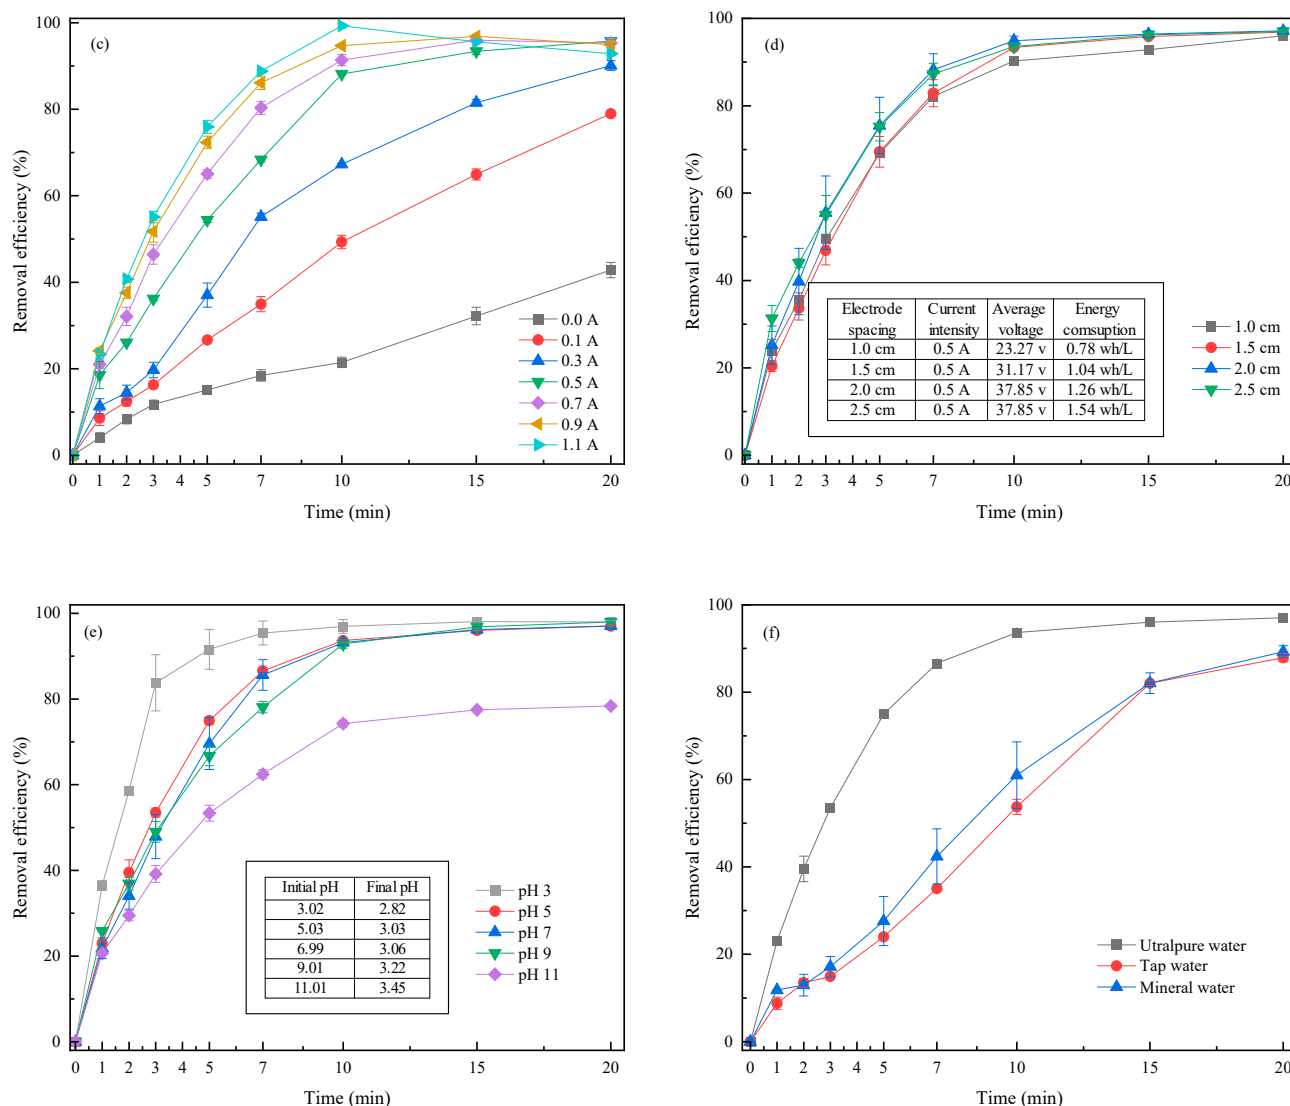 (c)
Removal efficiency (%)
100
80
60
40
20
0
0.0 A
0.1 A
0.3 A
0.5 A
0.7 A
0.9 A
1.1 A
0 1 2 3 4 5 7 10 15 20
Time (min)
(d)
Removal eficiency (%)
100
80
60
40
20
0
Electrode spacing Current intensity Average voltage Energy comsuption
1.0 cm 0.5 A 23.27 v 0.78 wh/L
1.5 cm 0.5 A 31.17 v 1.04 wh/L
2.0 cm 0.5 A 37.85 v 1.26 wh/L
2.5 cm 0.5 A 37.85 v 1.54 wh/L
1.0 cm
1.5 cm
2.0 cm
2.5 cm
0 1 2 3 4 5 7 10 15 20
Time (min)
(e)
Removal efficiency (%)
100
80
60
40
20
0
Initial pH Final pH
3.02 2.82
5.03 3.03
6.99 3.06
9.01 3.22
11.01 3.45
pH 3
pH 5
pH 7
pH 9
pH 11
0 1 2 3 4 5 7 10 15 20
Time (min)
(f)
Removal efficiency (%)
100
80
60
40
20
0
Utralpure water
Tap water
Mineral water
0 1 2 3 4 5 7 10 15 20
Time (min)